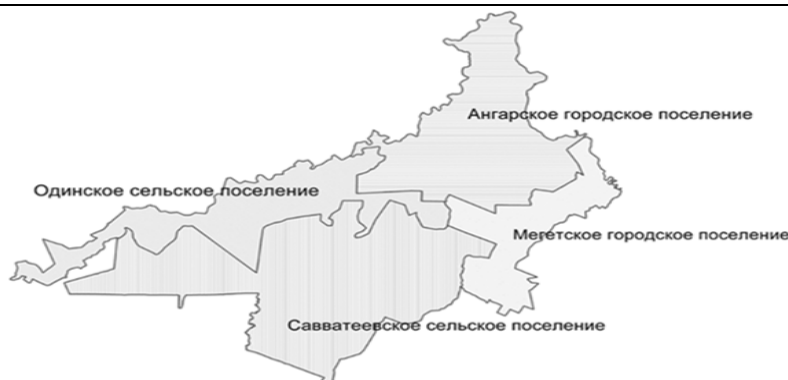 Ангарское городское поселение
Одинское сельское поселение
Мегетское городское поселение
Савватеевское сельское поселение